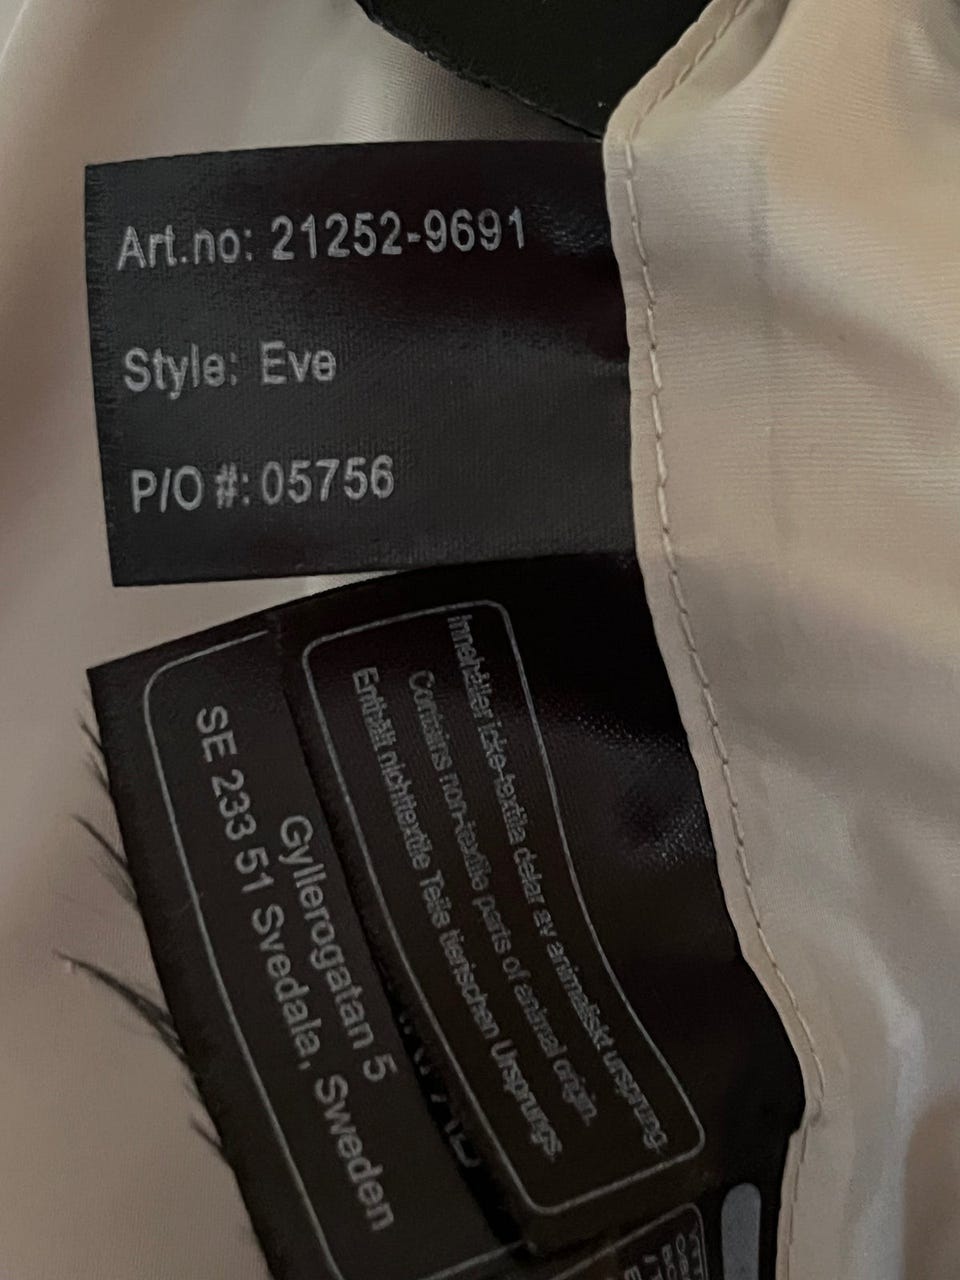 Art.no: 21252-9691
Style: Eve
P/O #: 05756
Innehåller icke-textila delar av animaliskt ursprung.
Contains non-textile parts of animal origin.
Enthält nichttextile Teile tierischen Ursprungs.
Gyllerogatan 5
SE 233 51 Svedala, Sweden